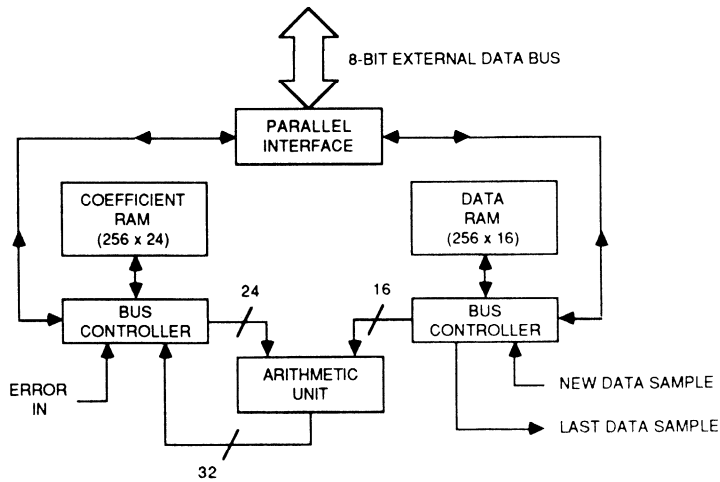 8-BIT EXTERNAL DATA BUS
PARALLEL
INTERFACE
COEFFICIENT
RAM
(256 x 24)
DATA
RAM
(256 x 16)
24
16
BUS
CONTROLLER
BUS
CONTROLLER
ARITHMETIC
UNIT
ERROR
IN
NEW DATA SAMPLE
LAST DATA SAMPLE
32